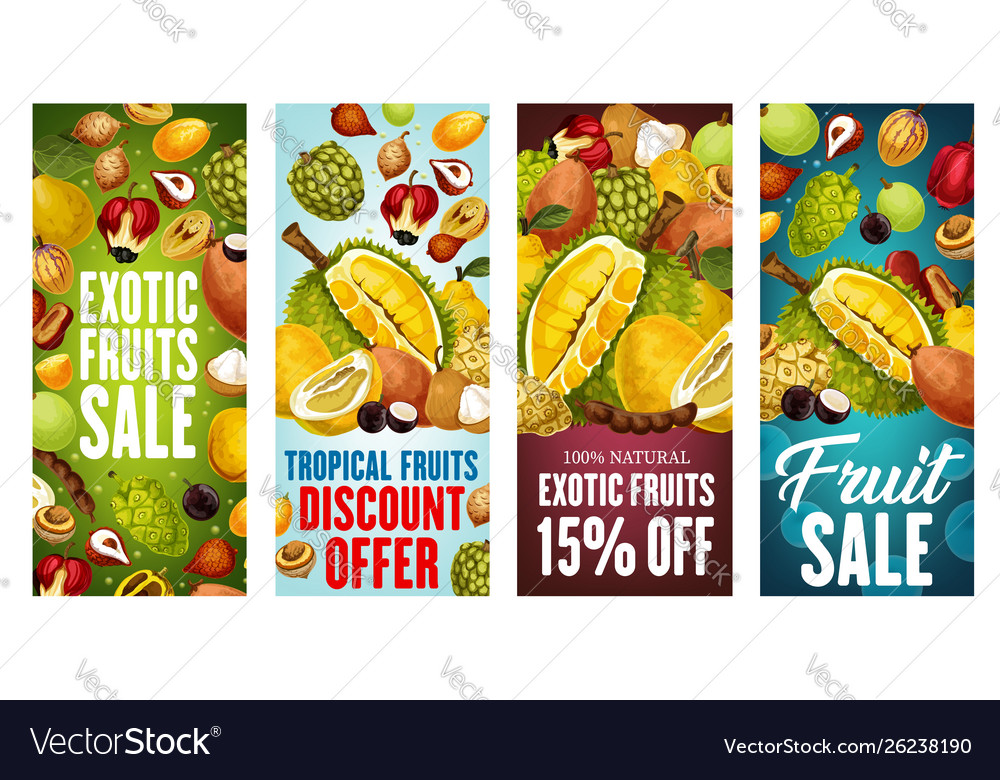 EXOTIC
FRUITS
SALE
TROPICAL FRUITS
DISCOUNT
OFFER
100% NATURAL
EXOTIC FRUITS
15% OFF
Fruit
SALE
VectorStock®
VectorStock.com/26238190